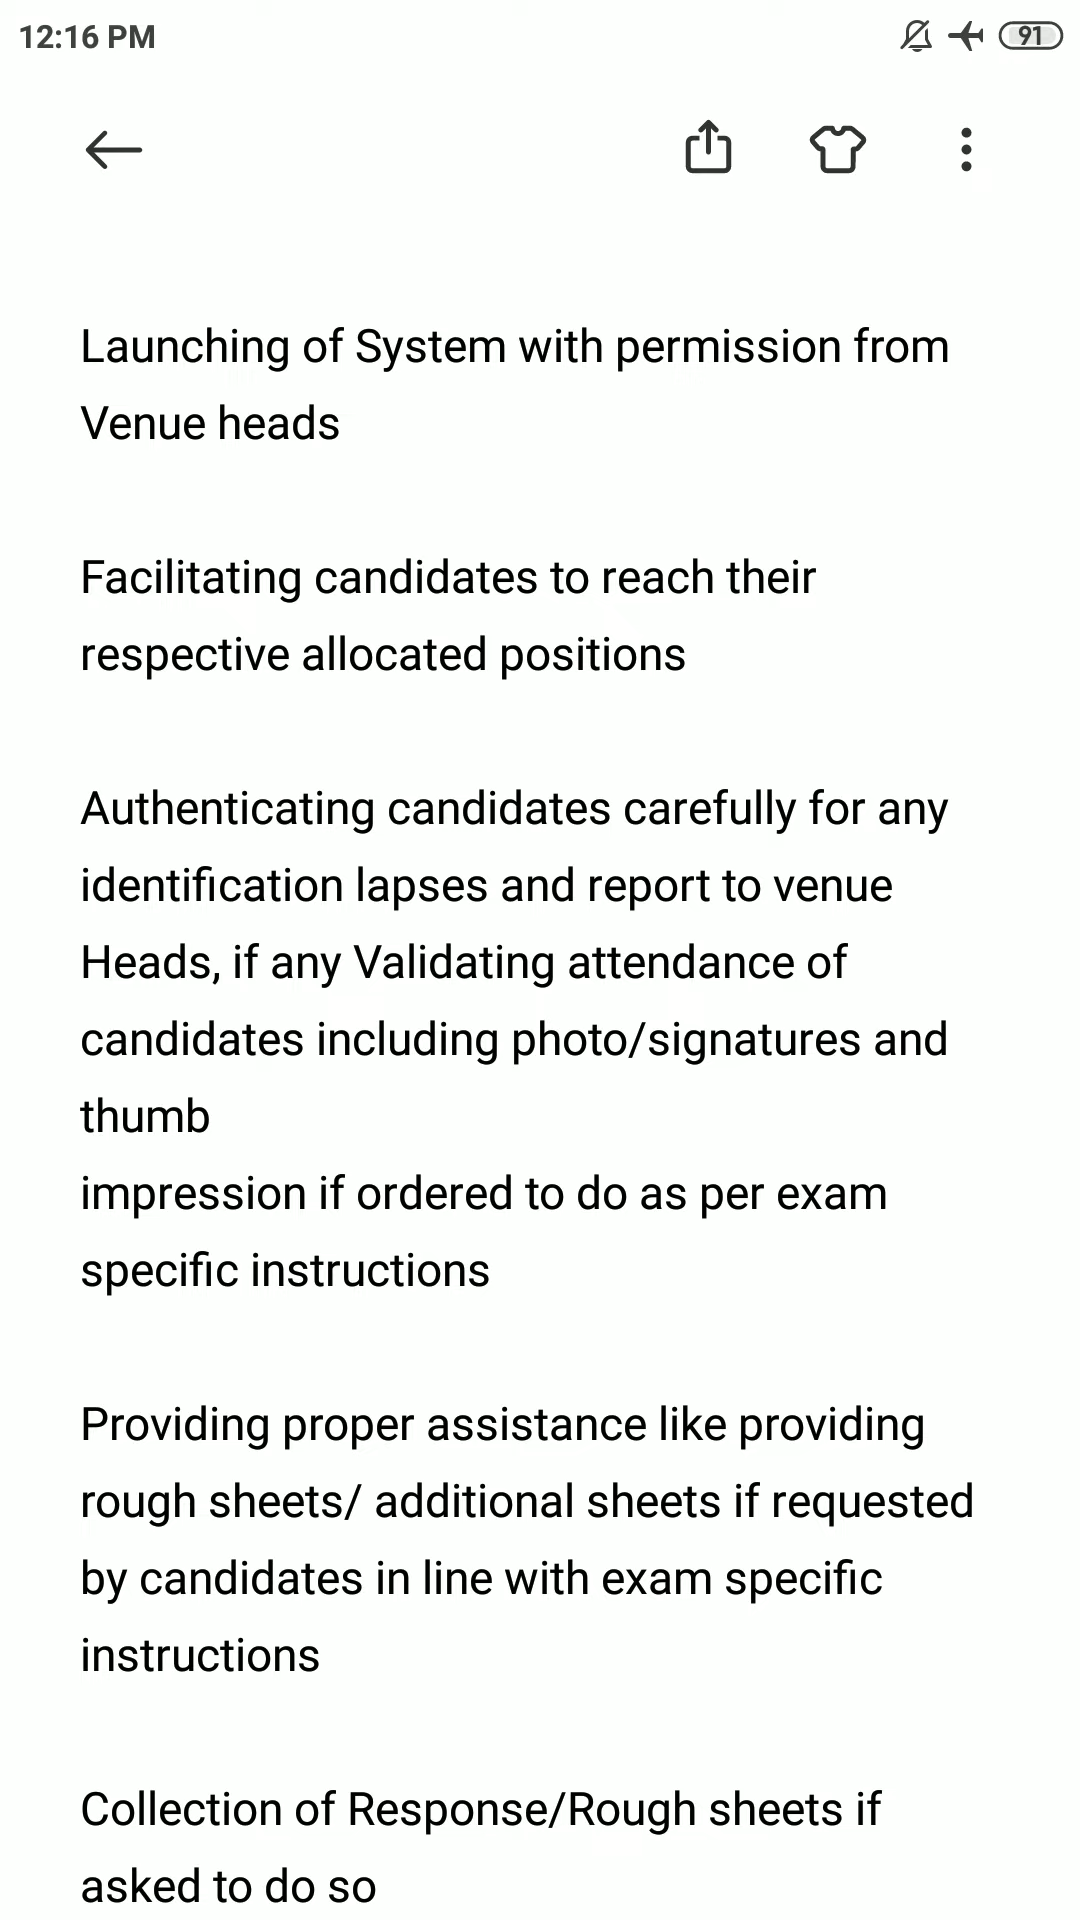 12:16 PM
91
Launching of System with permission from
Venue heads
Facilitating candidates to reach their
respective allocated positions
Authenticating candidates carefully for any
identification lapses and report to venue
Heads, if any Validating attendance of
candidates including photo/signatures and
thumb
impression if ordered to do as per exam
specific instructions
Providing proper assistance like providing
rough sheets/ additional sheets if requested
by candidates in line with exam specific
instructions
Collection of Response/Rough sheets if
asked to do so